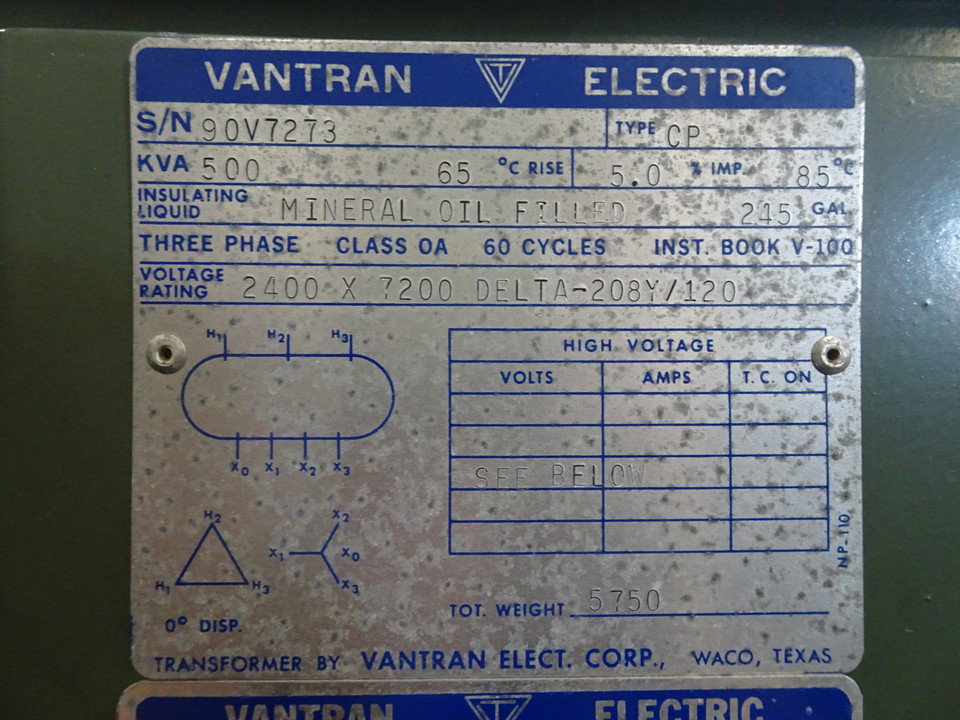 VANTRAN ELECTRIC
S/N 90V7273 TYPE CP
KVA 500 65 °C RISE 5.0 % IMP. 85°C
INSULATING LIQUID MINERAL OIL FILLED 245 GAL
THREE PHASE CLASS OA 60 CYCLES INST. BOOK V-100
VOLTAGE RATING 2400 X 7200 DELTA-208Y/120
H1 H2 H3
X0 X1 X2 X3
HIGH VOLTAGE
VOLTS AMPS T.C. ON
SEE BELOW
H2
H1 H3
X2
X1 X0
X3
0° DISP.
NP-110
TOT. WEIGHT 5750
TRANSFORMER BY VANTRAN ELECT. CORP., WACO, TEXAS
VANTRAN ELECTRIC